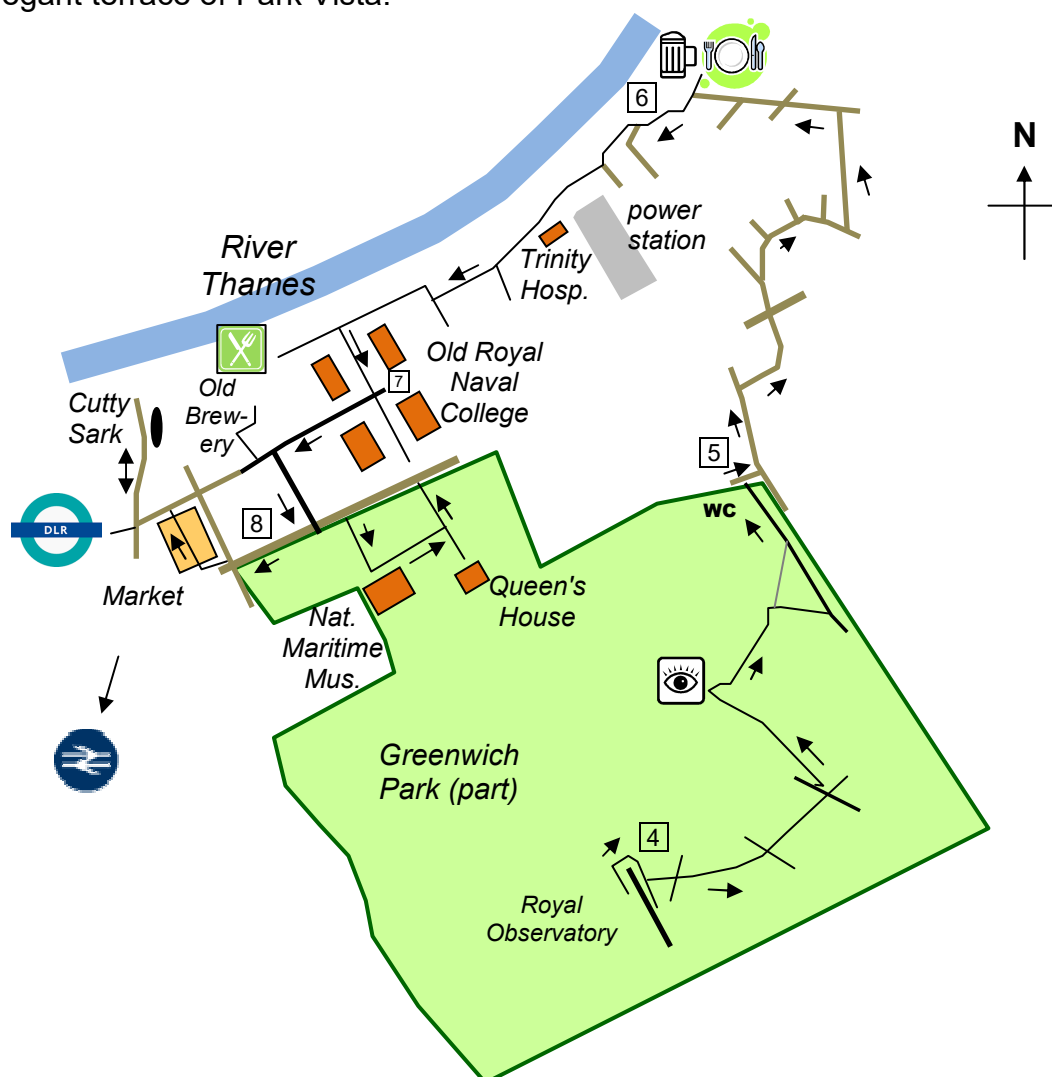 ogant terrace of Park Vista.
6
N
power
station
River
Thames
Trinity
Hosp.
Old Royal
Naval
College
7
Old
Brew-
ery
Cutty
Sark
5
wc
DLR
8
Market
Queen's
House
Nat.
Maritime
Mus.
Greenwich
Park (part)
4
Royal
Observatory